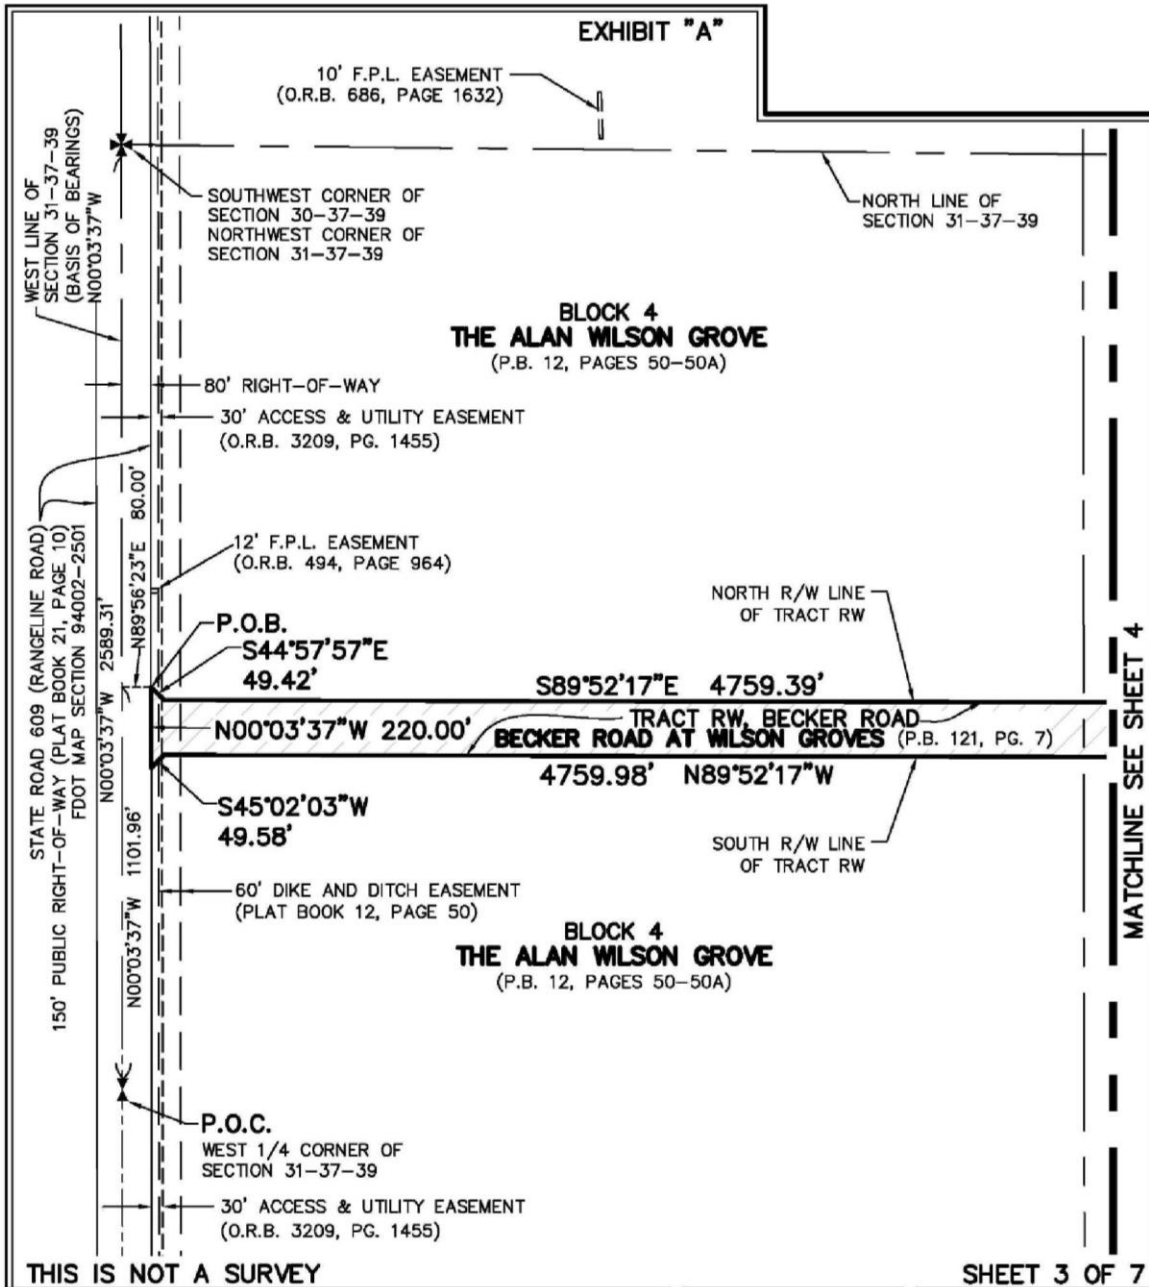 EXHIBIT "A"
10' F.P.L. EASEMENT
(O.R.B. 686, PAGE 1632)
WEST LINE OF
SECTION 31-37-39
(BASIS OF BEARINGS)
N00°03'37"W
SOUTHWEST CORNER OF
SECTION 30-37-39
NORTHWEST CORNER OF
SECTION 31-37-39
NORTH LINE OF
SECTION 31-37-39
BLOCK 4
THE ALAN WILSON GROVE
(P.B. 12, PAGES 50-50A)
80' RIGHT-OF-WAY
30' ACCESS & UTILITY EASEMENT
(O.R.B. 3209, PG. 1455)
STATE ROAD 609 (RANGELINE ROAD)
150' PUBLIC RIGHT-OF-WAY (PLAT BOOK 21, PAGE 10)
FDOT MAP SECTION 94002-2501
N00°03'37"W 2589.31'
N89°56'23"E 80.00'
12' F.P.L. EASEMENT
(O.R.B. 494, PAGE 964)
P.O.B.
S44°57'57"E
49.42'
NORTH R/W LINE
OF TRACT RW
S89°52'17"E 4759.39'
N00°03'37"W 220.00'
TRACT RW, BECKER ROAD
BECKER ROAD AT WILSON GROVES (P.B. 121, PG. 7)
4759.98' N89°52'17"W
S45°02'03"W
49.58'
SOUTH R/W LINE
OF TRACT RW
MATCHLINE SEE SHEET 4
N00°03'37"W 1101.96'
60' DIKE AND DITCH EASEMENT
(PLAT BOOK 12, PAGE 50)
BLOCK 4
THE ALAN WILSON GROVE
(P.B. 12, PAGES 50-50A)
P.O.C.
WEST 1/4 CORNER OF
SECTION 31-37-39
30' ACCESS & UTILITY EASEMENT
(O.R.B. 3209, PG. 1455)
THIS IS NOT A SURVEY
SHEET 3 OF 7